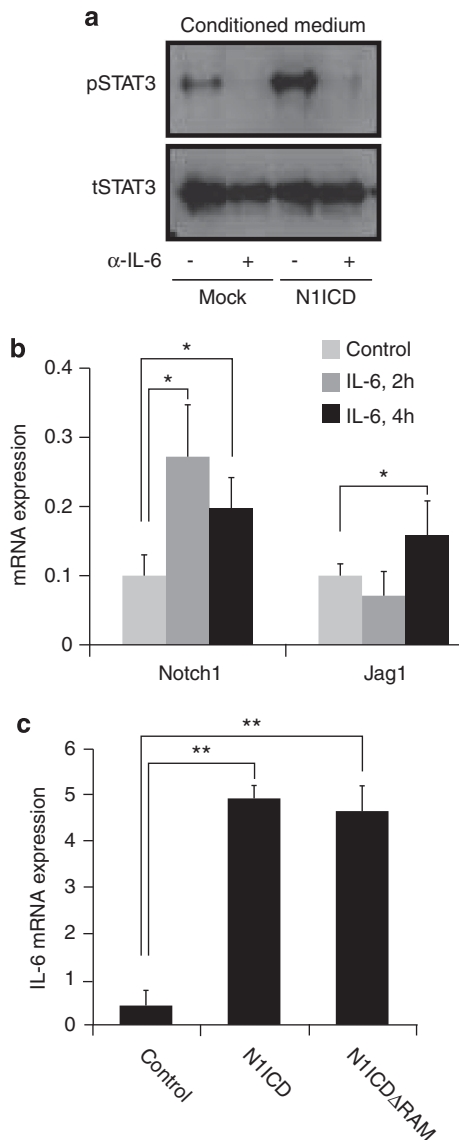 a
Conditioned medium
pSTAT3
tSTAT3
α-IL-6 - + - +
Mock N1ICD
b
Control
IL-6, 2h
IL-6, 4h
mRNA expression
0.4
0.3
0.2
0.1
0
* * *
Notch1 Jag1
c
IL-6 mRNA expression
6
5
4
3
2
1
0
** **
Control
N1ICD
N1ICDΔRAM